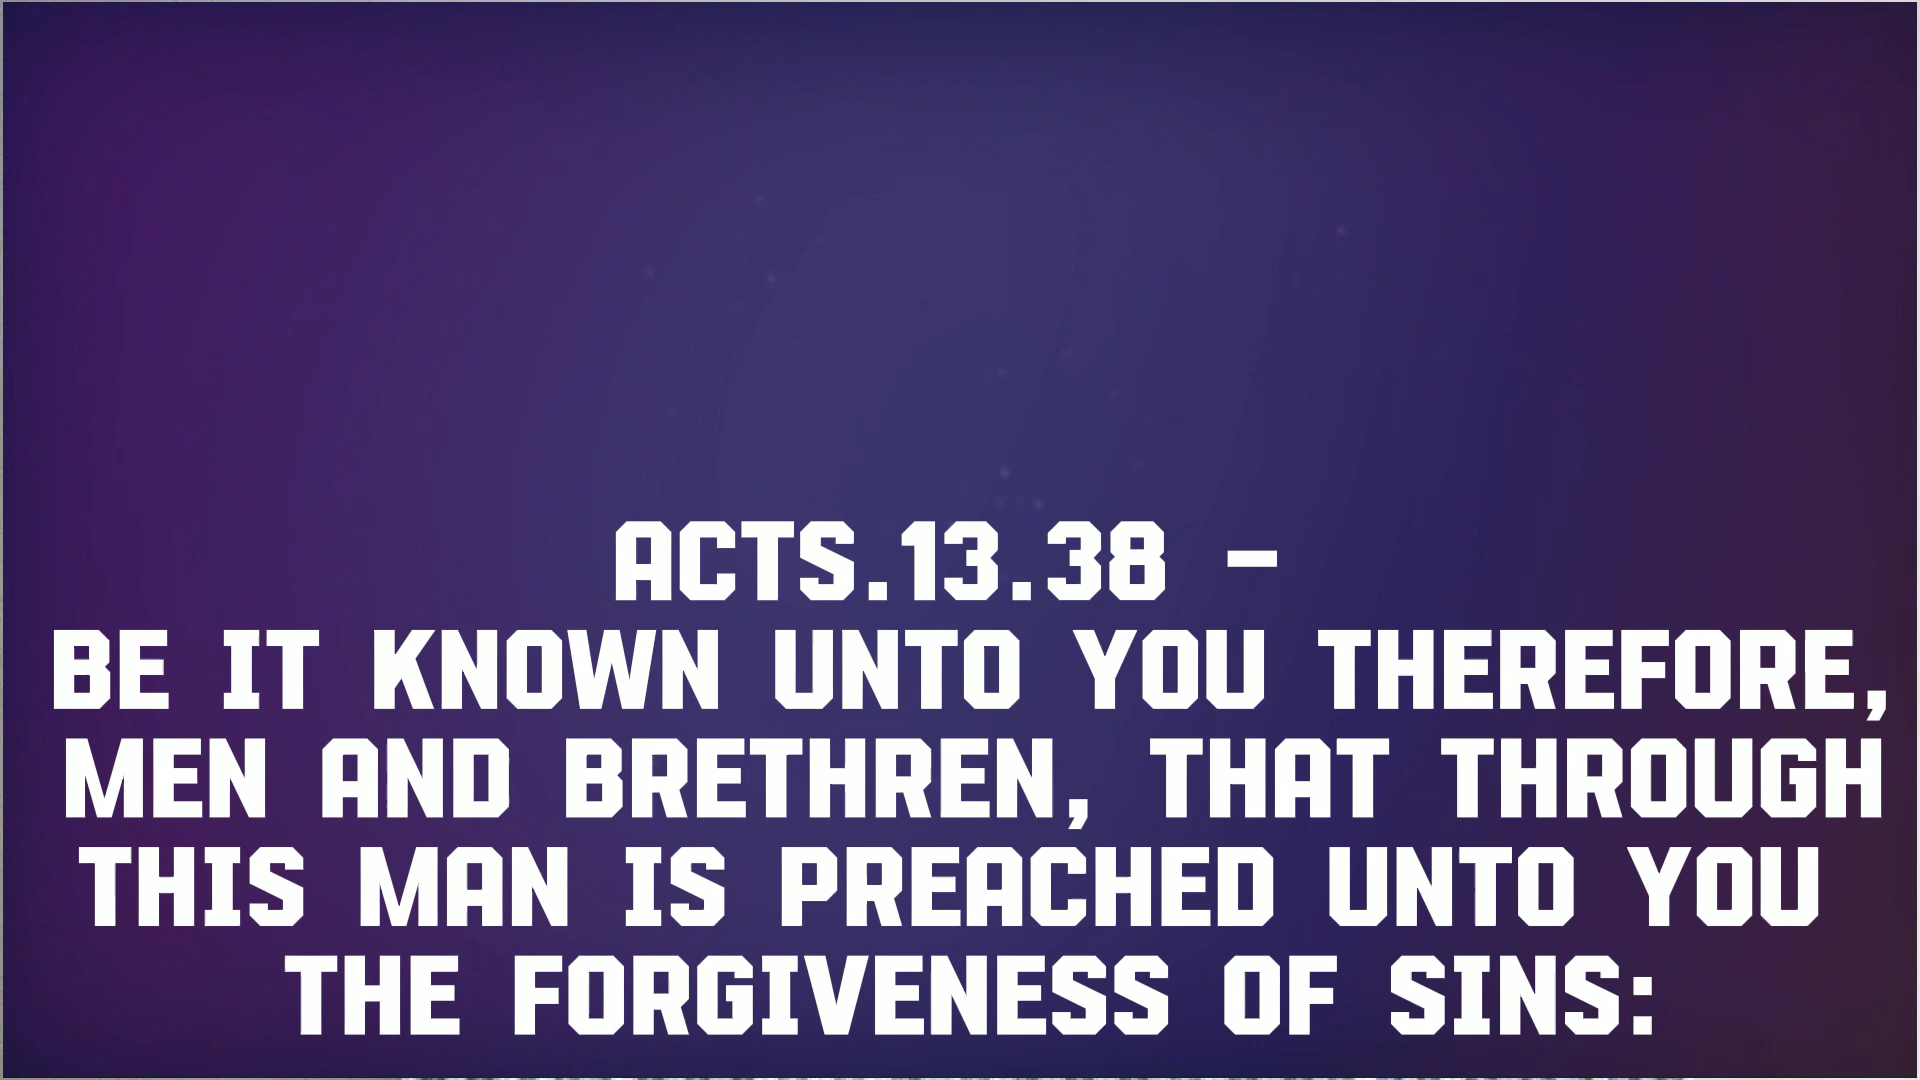 ACTS.13.38 –
BE IT KNOWN UNTO YOU THEREFORE,
MEN AND BRETHREN, THAT THROUGH
THIS MAN IS PREACHED UNTO YOU
THE FORGIVENESS OF SINS: